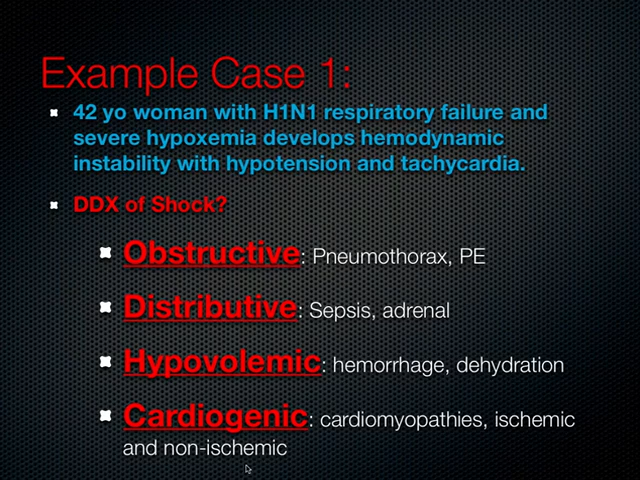 Example Case 1:
42 yo woman with H1N1 respiratory failure and
severe hypoxemia develops hemodynamic
instability with hypotension and tachycardia.
DDX of Shock?
Obstructive: Pneumothorax, PE
Distributive: Sepsis, adrenal
Hypovolemic: hemorrhage, dehydration
Cardiogenic: cardiomyopathies, ischemic
and non-ischemic